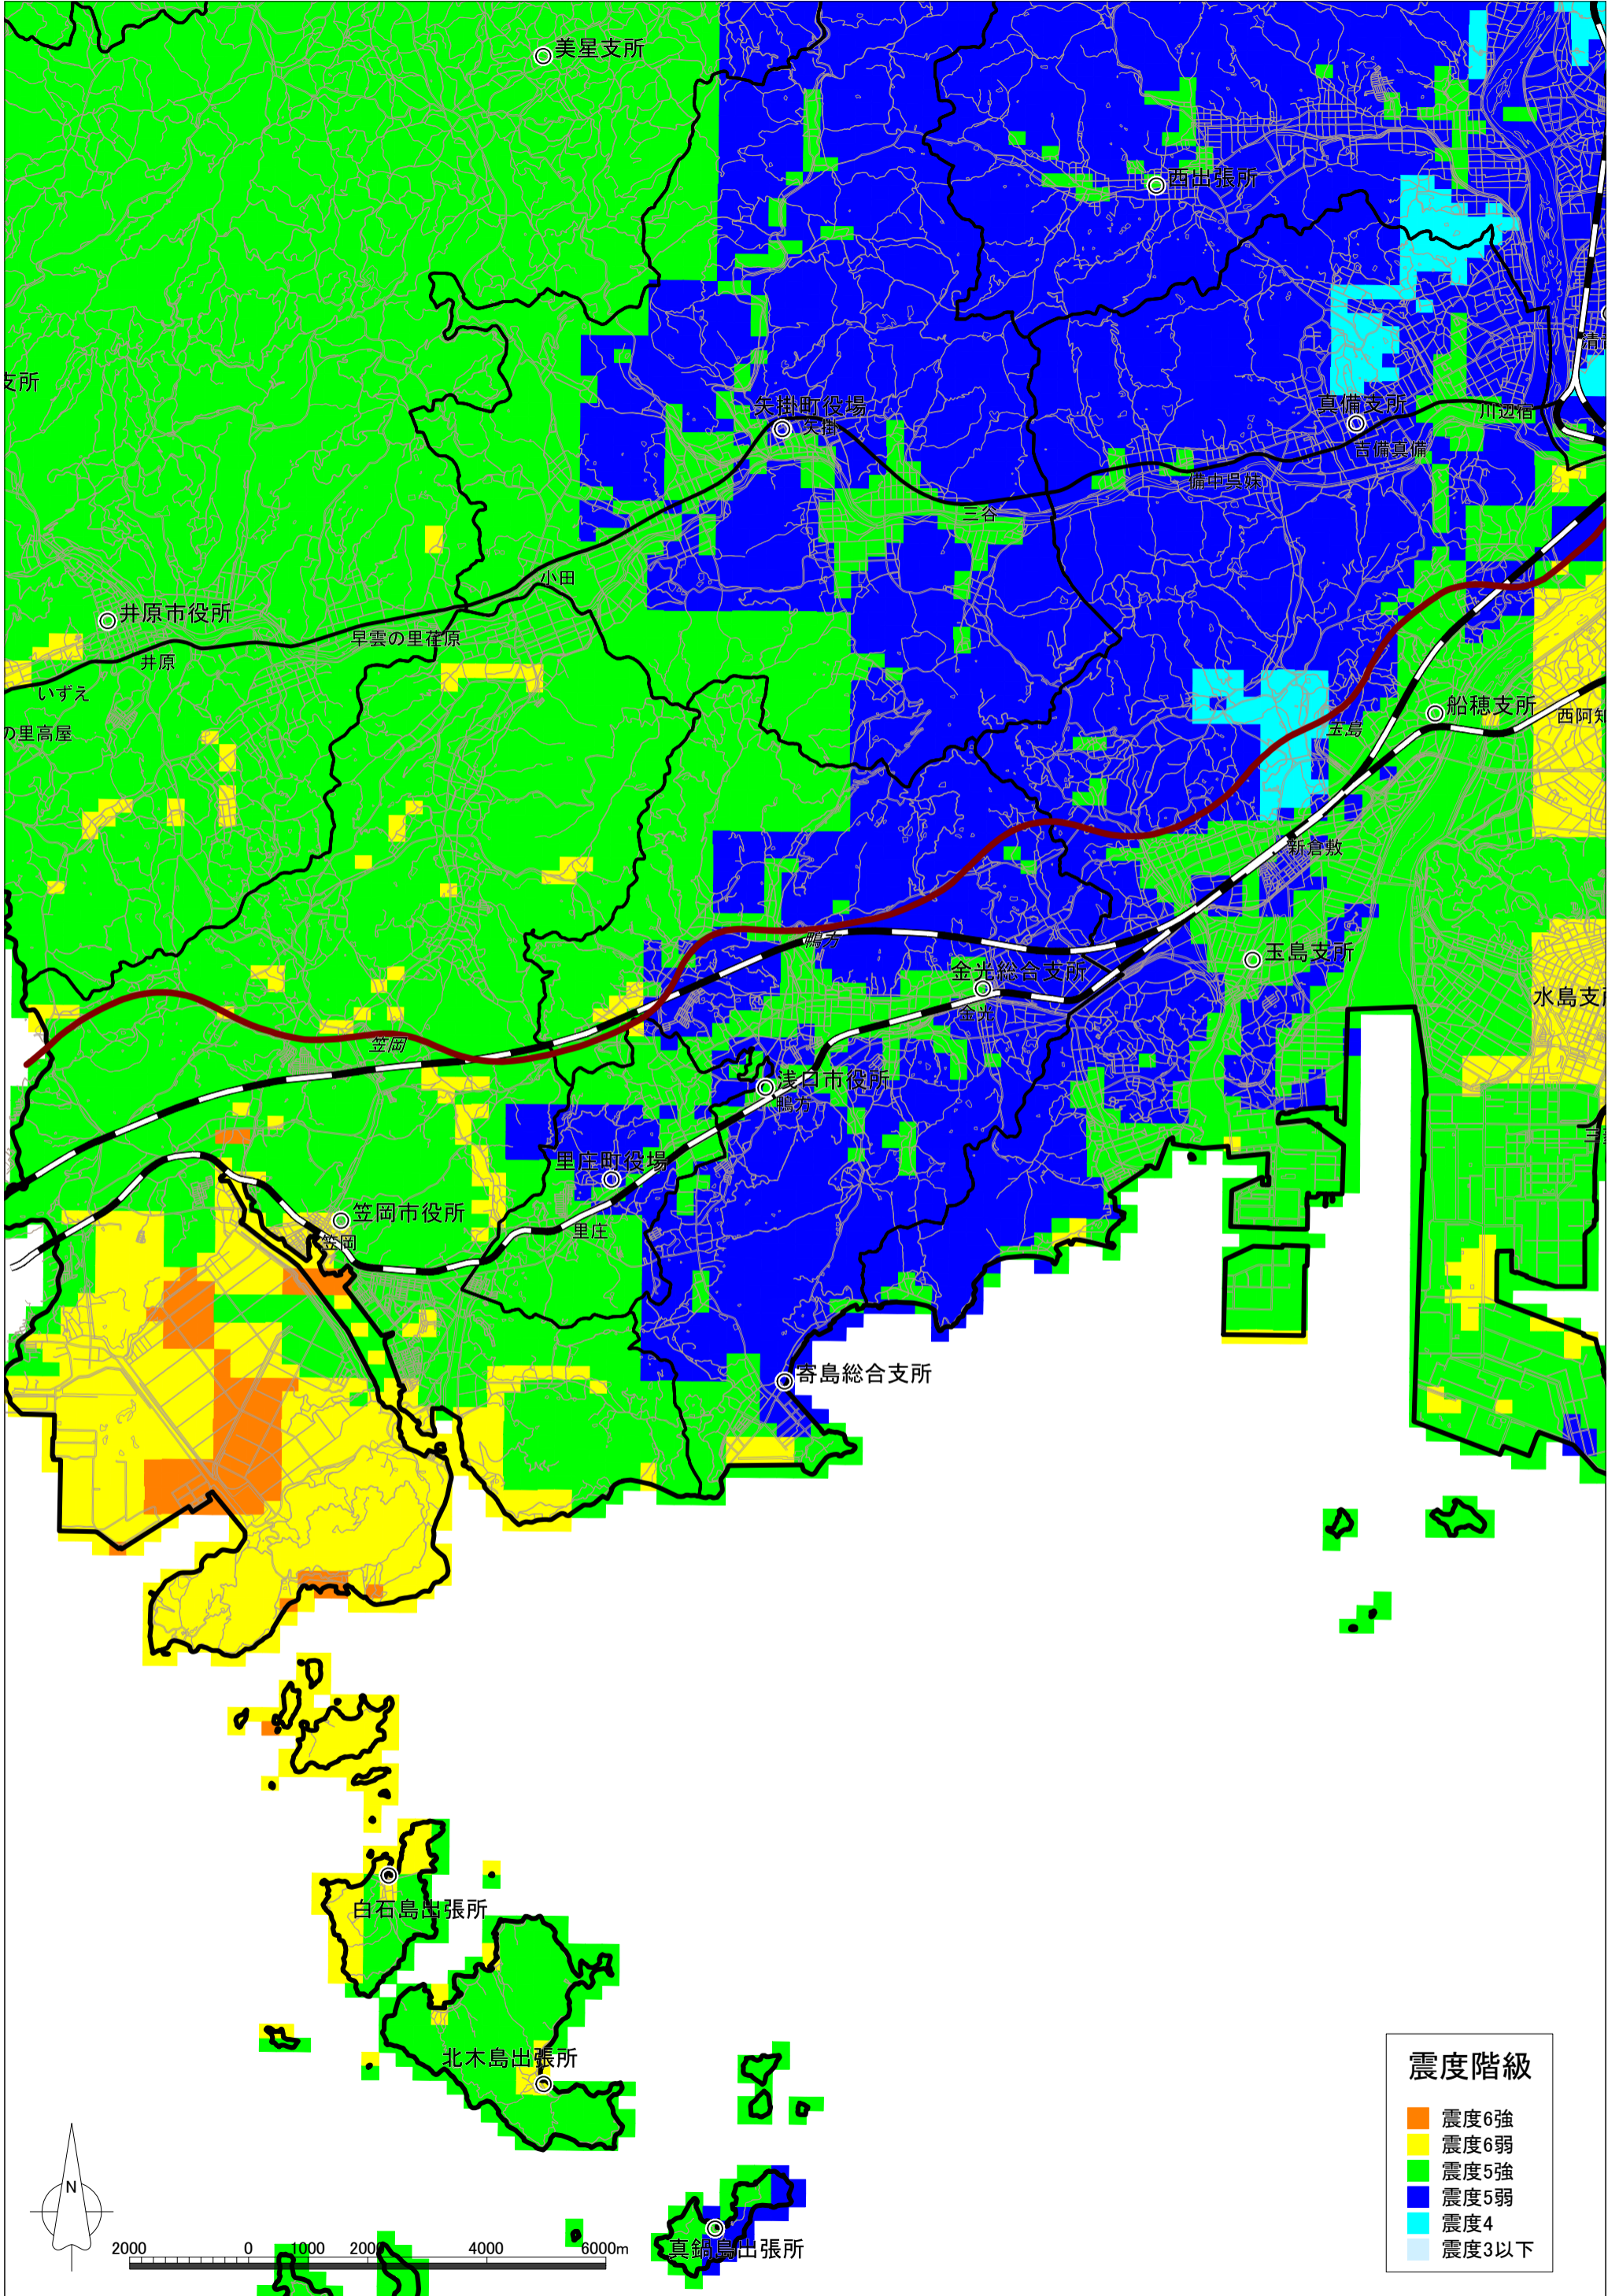 美星支所
西出張所
支所
矢掛町役場
矢掛
真備支所
川辺宿
吉備真備
備中呉妹
三谷
小田
井原市役所
早雲の里荏原
井原
いずえ
の里高屋
船穂支所
西阿知
玉島
新倉敷
鴨方
玉島支所
金光総合支所
金光
水島支所
笠岡
浅口市役所
鴨方
里庄町役場
里庄
笠岡市役所
笠岡
寄島総合支所
白石島出張所
北木島出張所
真鍋島出張所
N
2000 0 1000 2000 4000 6000m
震度階級
震度6強
震度6弱
震度5強
震度5弱
震度4
震度3以下